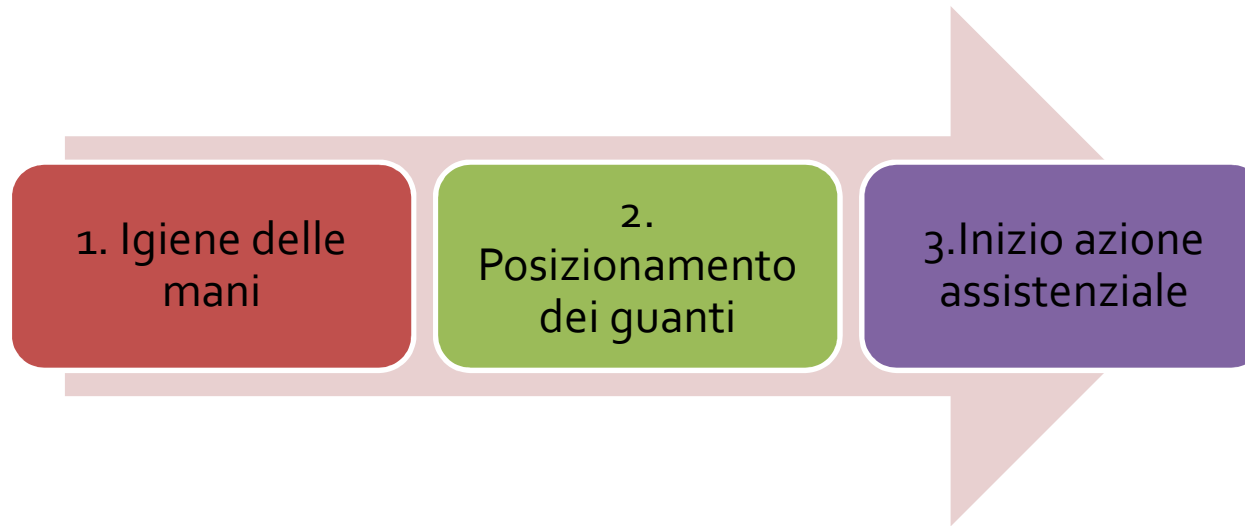 1. Igiene delle
mani
2.
Posizionamento
dei guanti
3.Inizio azione
assistenziale